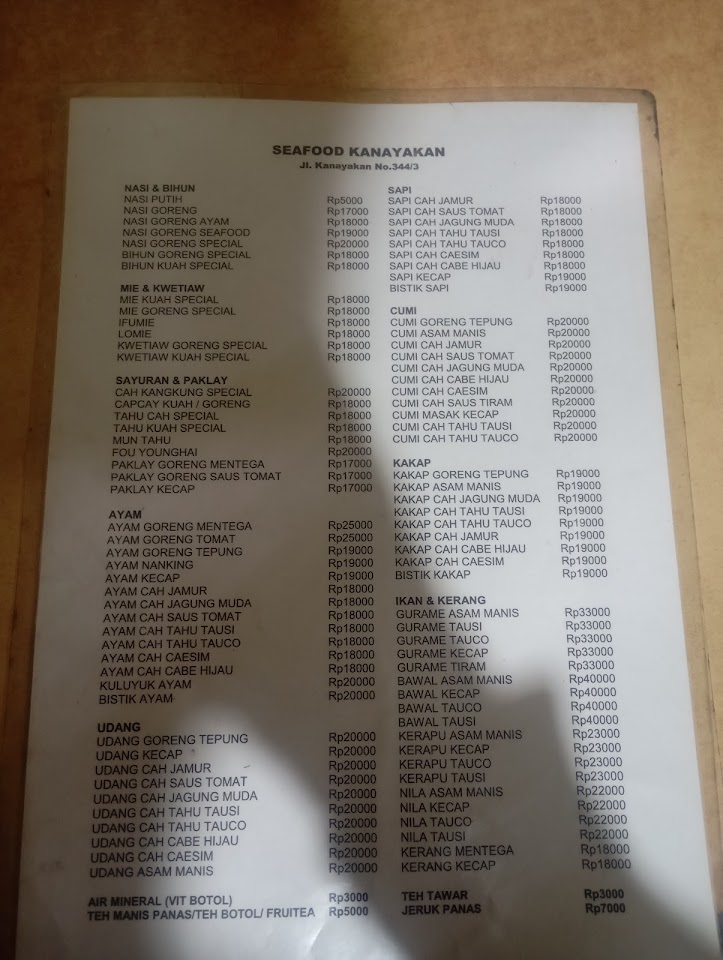 SEAFOOD KANAYAKAN
Jl. Kanayakan No.344/3
NASI & BIHUN
NASI PUTIH Rp5000
NASI GORENG Rp17000
NASI GORENG AYAM Rp18000
NASI GORENG SEAFOOD Rp19000
NASI GORENG SPECIAL Rp20000
BIHUN GORENG SPECIAL Rp18000
BIHUN KUAH SPECIAL Rp18000
MIE & KWETIAW
MIE KUAH SPECIAL Rp18000
MIE GORENG SPECIAL Rp18000
IFUMIE Rp18000
LOMIE Rp18000
KWETIAW GORENG SPECIAL Rp18000
KWETIAW KUAH SPECIAL Rp18000
SAYURAN & PAKLAY
CAH KANGKUNG SPECIAL Rp20000
CAPCAY KUAH / GORENG Rp18000
TAHU CAH SPECIAL Rp18000
TAHU KUAH SPECIAL Rp18000
MUN TAHU Rp18000
FOU YOUNGHAI Rp20000
PAKLAY GORENG MENTEGA Rp17000
PAKLAY GORENG SAUS TOMAT Rp17000
PAKLAY KECAP Rp17000
AYAM
AYAM GORENG MENTEGA Rp25000
AYAM GORENG TOMAT Rp25000
AYAM GORENG TEPUNG Rp19000
AYAM NANKING Rp19000
AYAM KECAP Rp19000
AYAM CAH JAMUR Rp18000
AYAM CAH JAGUNG MUDA Rp18000
AYAM CAH SAUS TOMAT Rp18000
AYAM CAH TAHU TAUSI Rp18000
AYAM CAH TAHU TAUCO Rp18000
AYAM CAH CAESIM Rp18000
AYAM CAH CABE HIJAU Rp18000
KULUYUK AYAM Rp20000
BISTIK AYAM Rp20000
UDANG
UDANG GORENG TEPUNG Rp20000
UDANG KECAP Rp20000
UDANG CAH JAMUR Rp20000
UDANG CAH SAUS TOMAT Rp20000
UDANG CAH JAGUNG MUDA Rp20000
UDANG CAH TAHU TAUSI Rp20000
UDANG CAH TAHU TAUCO Rp20000
UDANG CAH CABE HIJAU Rp20000
UDANG CAH CAESIM Rp20000
UDANG ASAM MANIS Rp20000
AIR MINERAL (VIT BOTOL) Rp3000
TEH MANIS PANAS/TEH BOTOL/ FRUITEA Rp5000
SAPI
SAPI CAH JAMUR Rp18000
SAPI CAH SAUS TOMAT Rp18000
SAPI CAH JAGUNG MUDA Rp18000
SAPI CAH TAHU TAUSI Rp18000
SAPI CAH TAHU TAUCO Rp18000
SAPI CAH CAESIM Rp18000
SAPI CAH CABE HIJAU Rp18000
SAPI KECAP Rp19000
BISTIK SAPI Rp19000
CUMI
CUMI GORENG TEPUNG Rp20000
CUMI ASAM MANIS Rp20000
CUMI CAH JAMUR Rp20000
CUMI CAH SAUS TOMAT Rp20000
CUMI CAH JAGUNG MUDA Rp20000
CUMI CAH CABE HIJAU Rp20000
CUMI CAH CAESIM Rp20000
CUMI CAH SAUS TIRAM Rp20000
CUMI MASAK KECAP Rp20000
CUMI CAH TAHU TAUSI Rp20000
CUMI CAH TAHU TAUCO Rp20000
KAKAP
KAKAP GORENG TEPUNG Rp19000
KAKAP ASAM MANIS Rp19000
KAKAP CAH JAGUNG MUDA Rp19000
KAKAP CAH TAHU TAUSI Rp19000
KAKAP CAH TAHU TAUCO Rp19000
KAKAP CAH JAMUR Rp19000
KAKAP CAH CABE HIJAU Rp19000
KAKAP CAH CAESIM Rp19000
BISTIK KAKAP Rp19000
IKAN & KERANG
GURAME ASAM MANIS Rp33000
GURAME TAUSI Rp33000
GURAME TAUCO Rp33000
GURAME KECAP Rp33000
GURAME TIRAM Rp33000
BAWAL ASAM MANIS Rp40000
BAWAL KECAP Rp40000
BAWAL TAUCO Rp40000
BAWAL TAUSI Rp40000
KERAPU ASAM MANIS Rp23000
KERAPU KECAP Rp23000
KERAPU TAUCO Rp23000
KERAPU TAUSI Rp23000
NILA ASAM MANIS Rp22000
NILA KECAP Rp22000
NILA TAUCO Rp22000
NILA TAUSI Rp22000
KERANG MENTEGA Rp18000
KERANG KECAP Rp18000
TEH TAWAR Rp3000
JERUK PANAS Rp7000